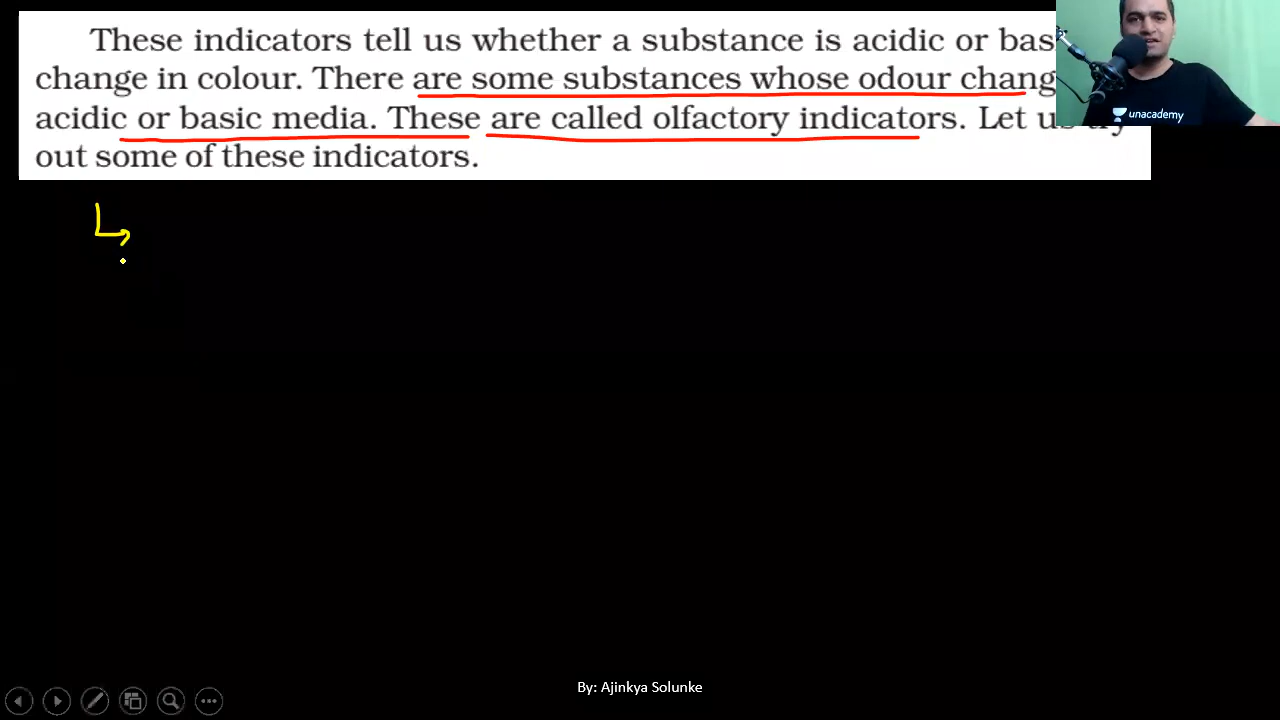 These indicators tell us whether a substance is acidic or bas
change in colour. There are some substances whose odour chang
acidic or basic media. These are called olfactory indicators. Let us try
out some of these indicators.
unacademy
By: Ajinkya Solunke